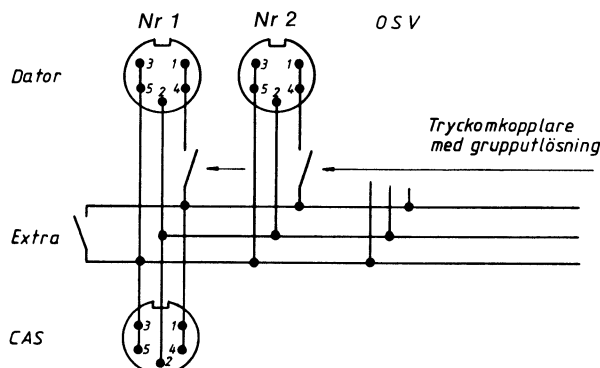 Nr 1 Nr 2 OSV
Dator
3 1 3 1
5 2 4 5 2 4
Tryckomkopplare
med grupputlösning
Extra
CAS
3 1
5 4
2